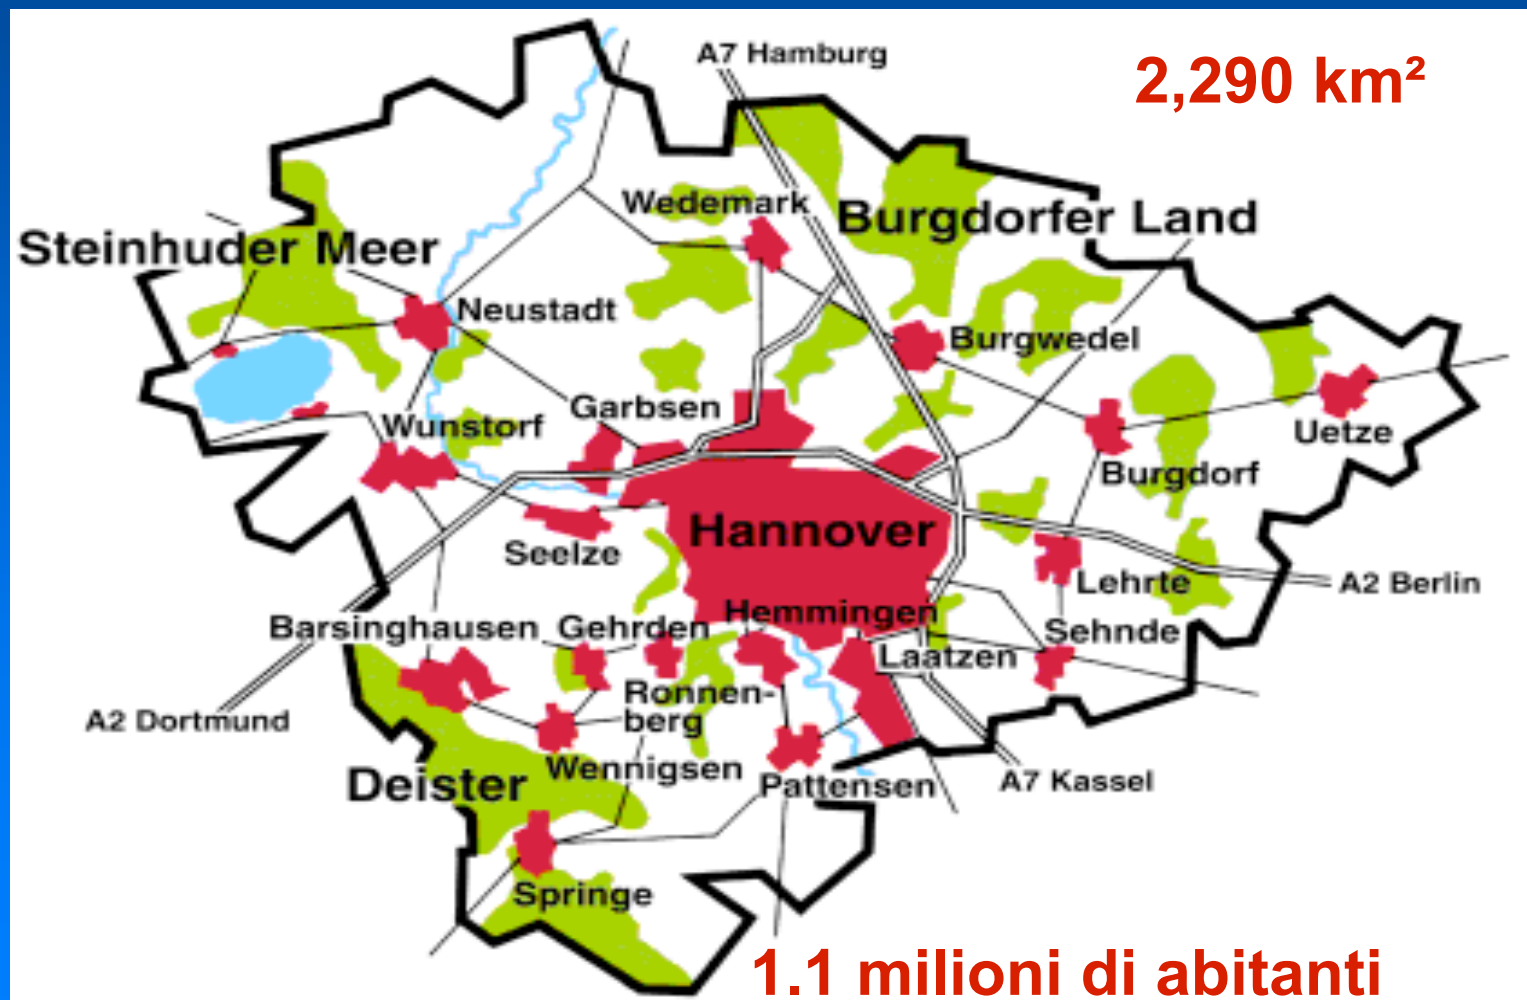 A7 Hamburg
2,290 km²
Wedemark
Burgdorfer Land
Steinhuder Meer
Neustadt
Burgwedel
Garbsen
Wunstorf
Uetze
Burgdorf
Hannover
Seelze
Lehrte
A2 Berlin
Hemmingen
Barsinghausen
Gehrden
Sehnde
Laatzen
Ronnen-
berg
A2 Dortmund
Wennigsen
Deister
Pattensen
A7 Kassel
Springe
1.1 milioni di abitanti